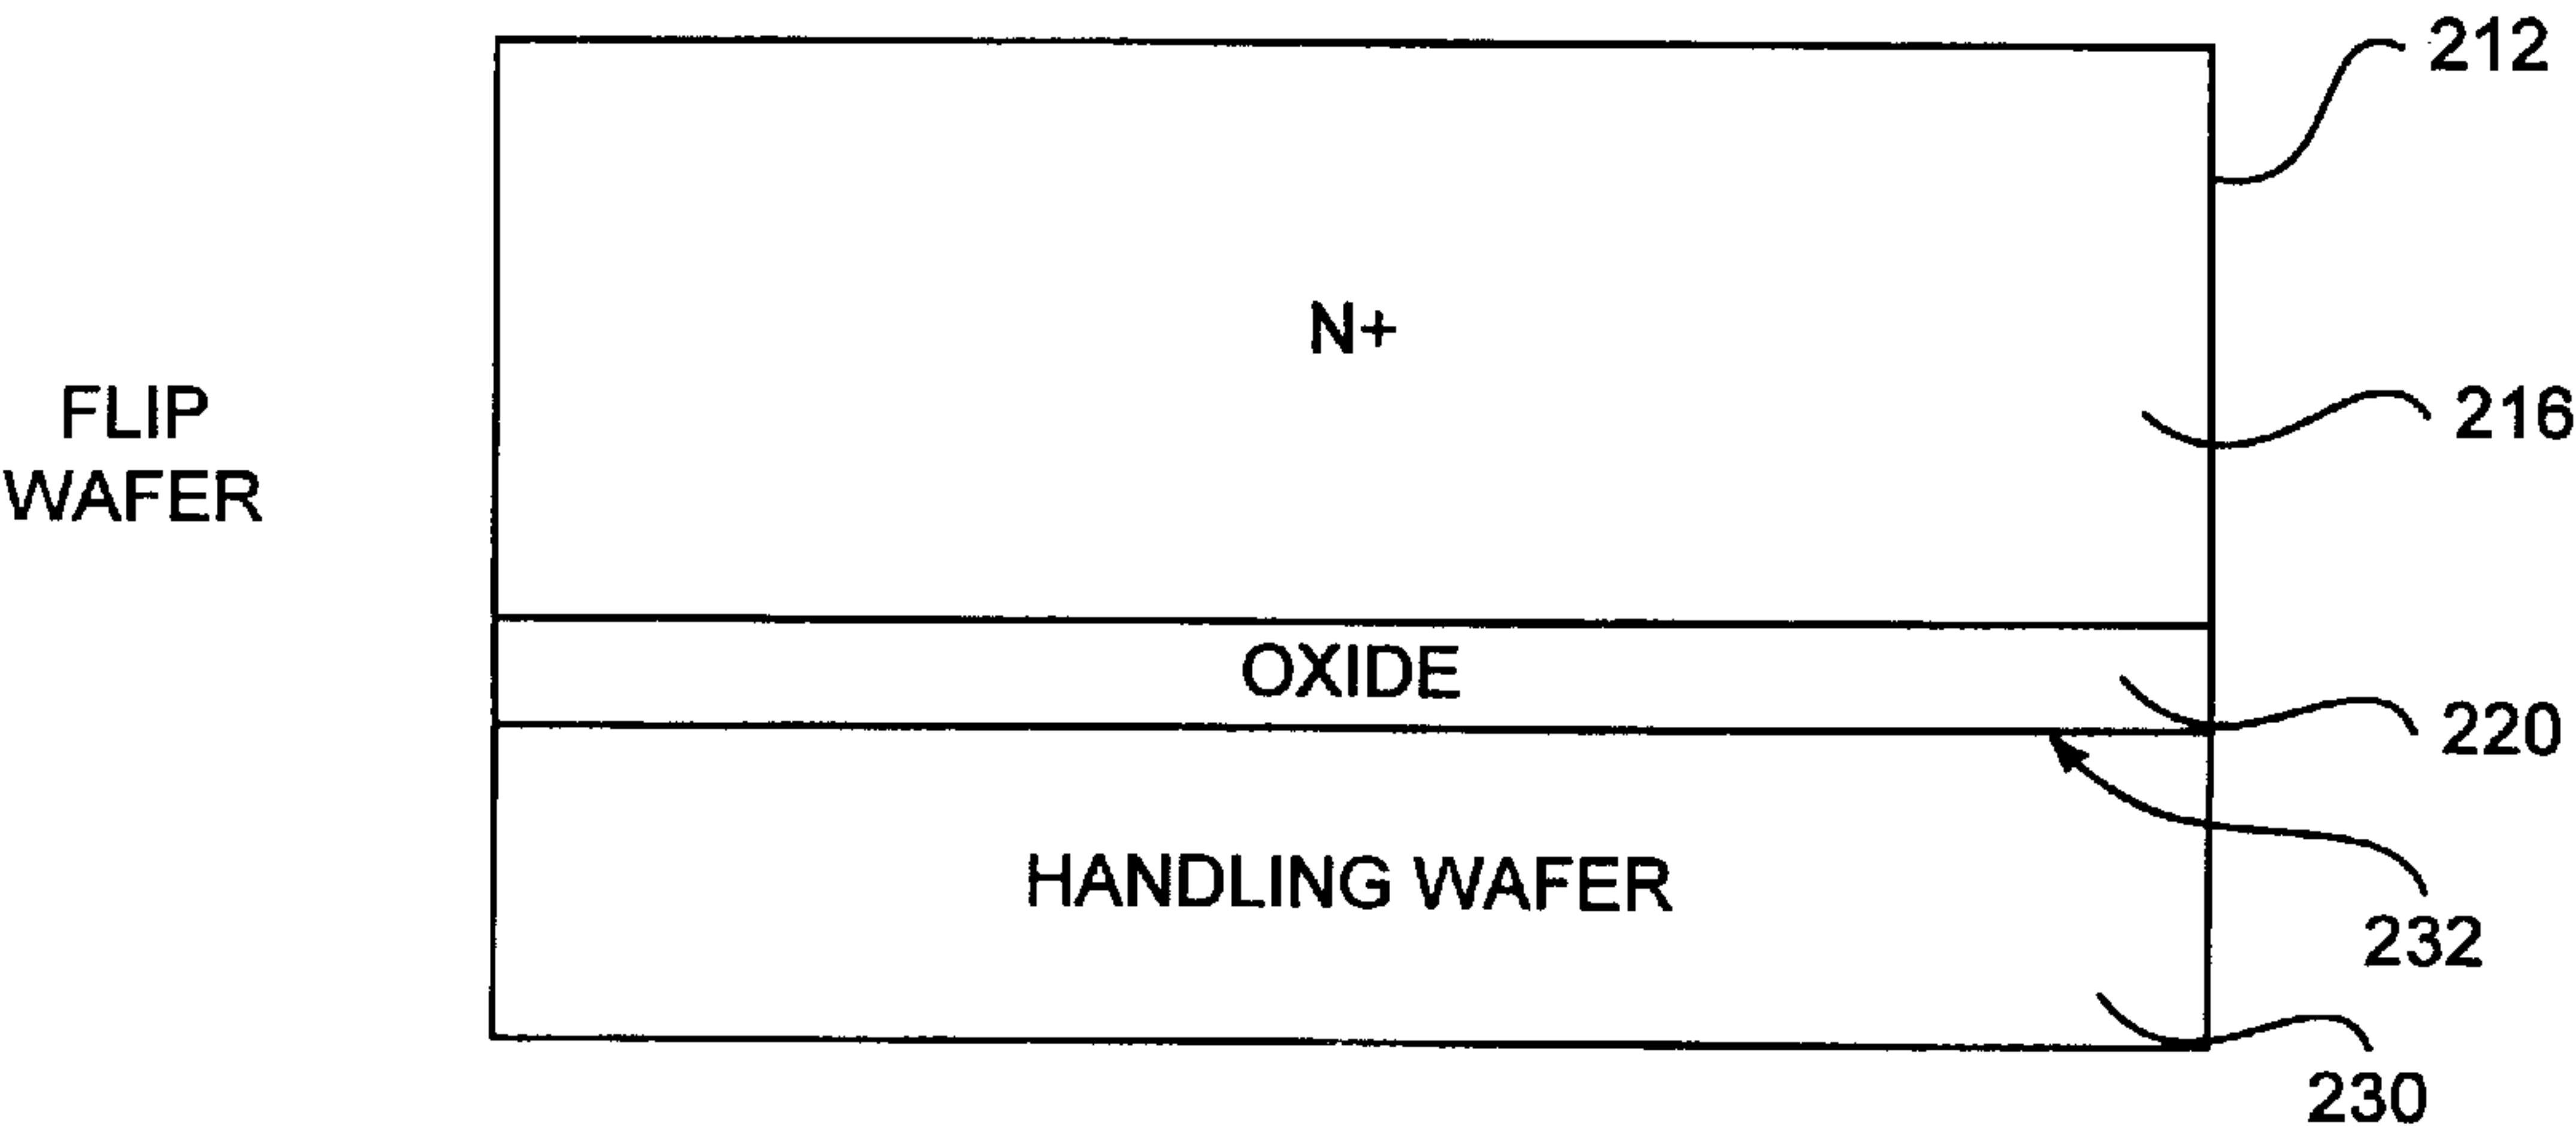 212
N+
FLIP
WAFER
216
OXIDE
220
HANDLING WAFER
232
230